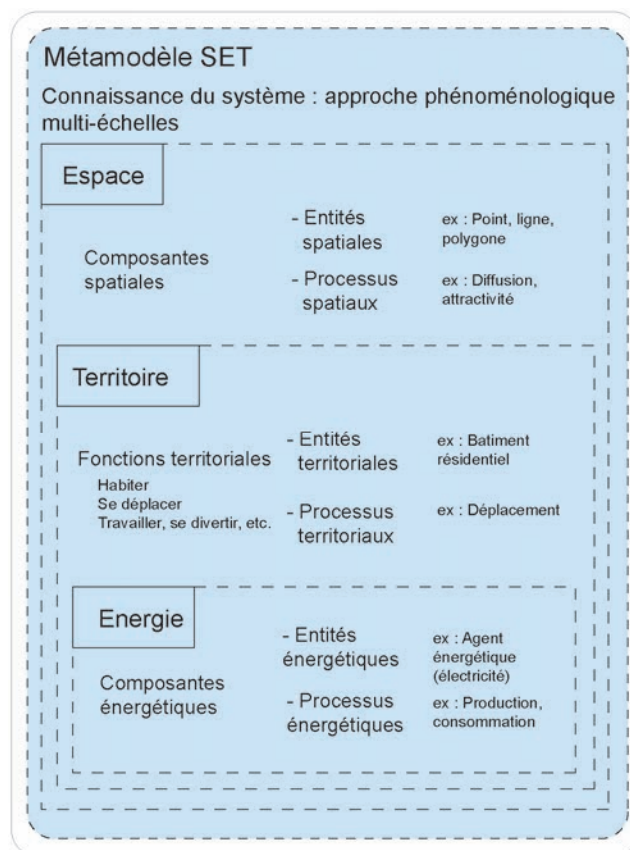 Métamodèle SET
Connaissance du système : approche phénoménologique
multi-échelles
Espace
Composantes
spatiales
- Entités
spatiales
ex : Point, ligne,
polygone
- Processus
spatiaux
ex : Diffusion,
attractivité
Territoire
Fonctions territoriales
Habiter
Se déplacer
Travailler, se divertir, etc.
- Entités
territoriales
ex : Batiment
résidentiel
- Processus
territoriaux
ex : Déplacement
Energie
Composantes
énergétiques
- Entités
énergétiques
ex : Agent
énergétique
(électricité)
- Processus
énergétiques
ex : Production,
consommation